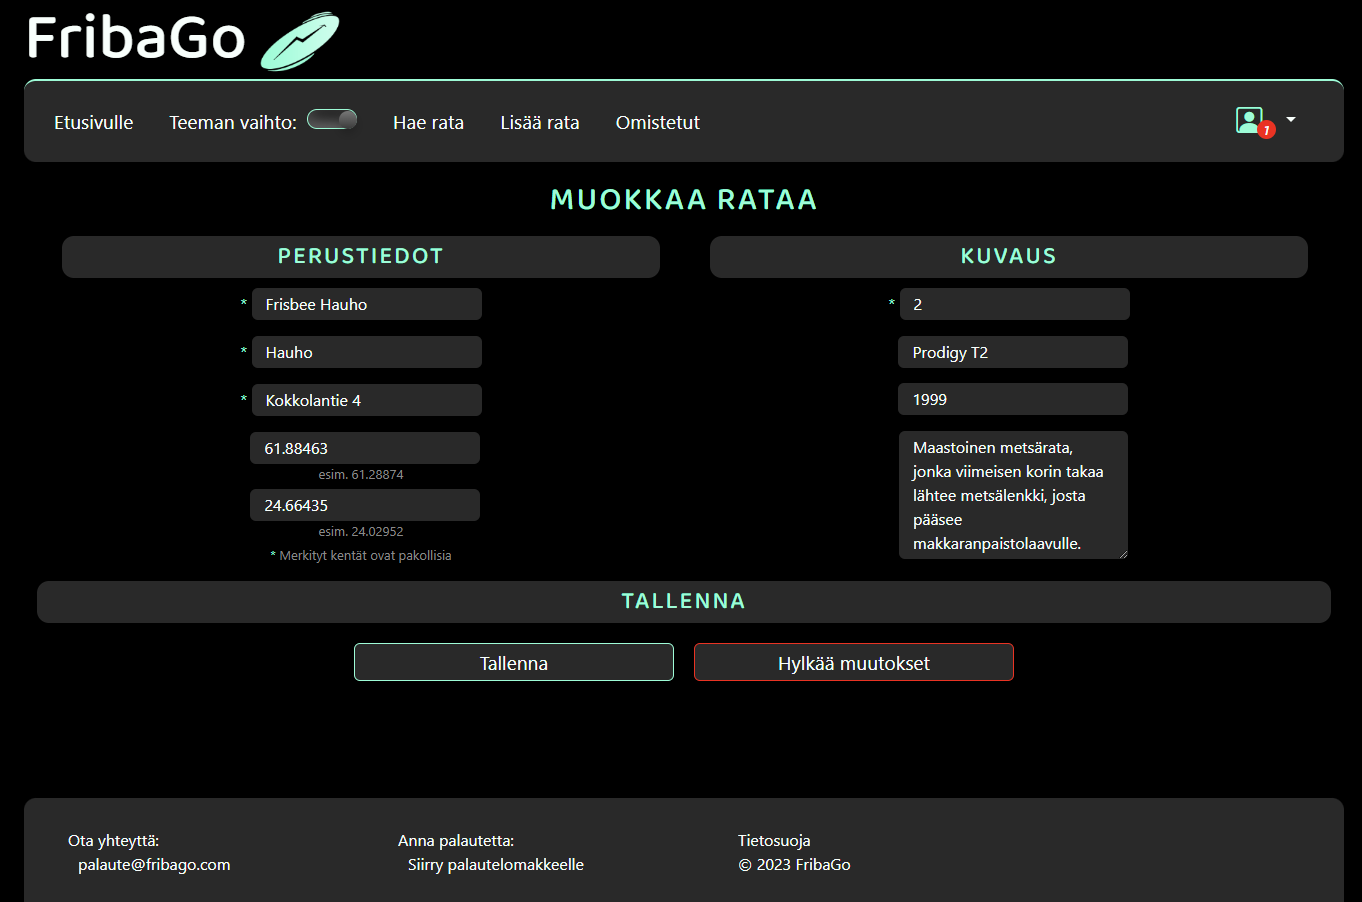 FribaGo
Etusivulle Teeman vaihto: Hae rata Lisää rata Omistetut 1
MUOKKAA RATAA
PERUSTIEDOT
* Frisbee Hauho
* Hauho
* Kokkolantie 4
61.88463
esim. 61.28874
24.66435
esim. 24.02952
* Merkityt kentät ovat pakollisia
KUVAUS
* 2
Prodigy T2
1999
Maastoinen metsärata,
jonka viimeisen korin takaa
lähtee metsälenkki, josta
pääsee
makkaranpaistolaavulle.
TALLENNA
Tallenna Hylkää muutokset
Ota yhteyttä:
palaute@fribago.com
Anna palautetta:
Siirry palautelomakkeelle
Tietosuoja
© 2023 FribaGo